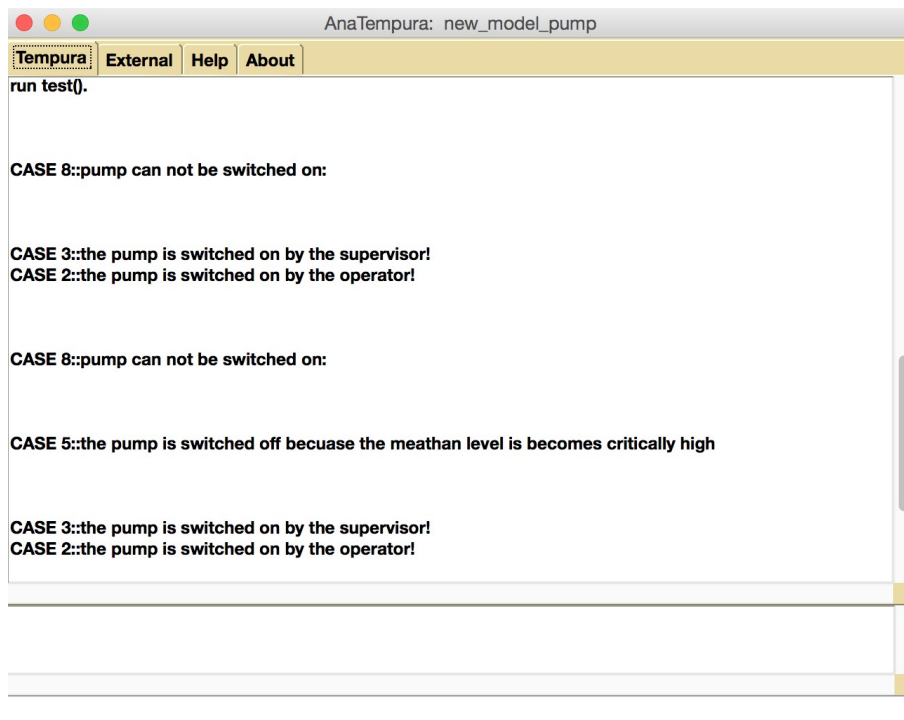 AnaTempura: new_model_pump
Tempura External Help About
run test().
CASE 8::pump can not be switched on:
CASE 3::the pump is switched on by the supervisor!
CASE 2::the pump is switched on by the operator!
CASE 8::pump can not be switched on:
CASE 5::the pump is switched off becuase the meathan level is becomes critically high
CASE 3::the pump is switched on by the supervisor!
CASE 2::the pump is switched on by the operator!